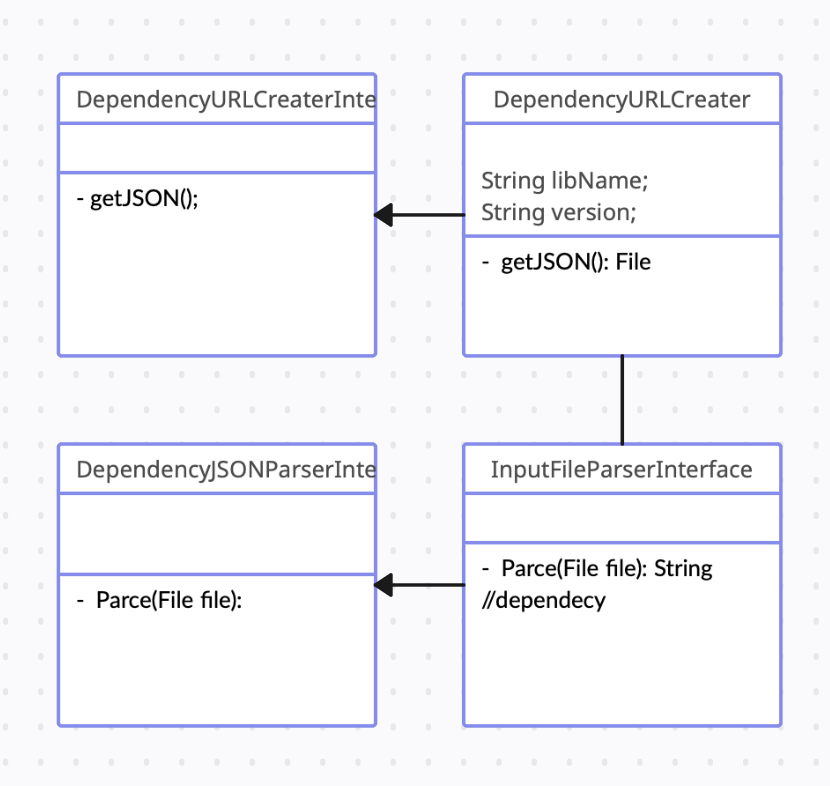 DependencyURLCreaterInte
- getJSON();
DependencyURLCreater
String libName;
String version;
- getJSON(): File
DependencyJSONParserInte
- Parce(File file):
InputFileParserInterface
- Parce(File file): String
//dependecy